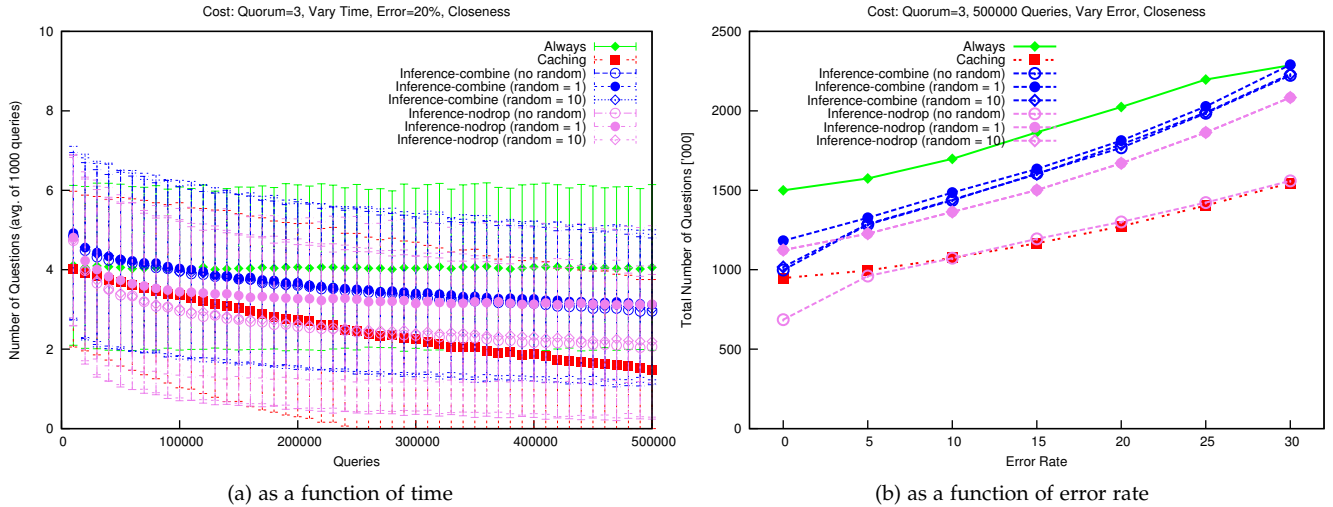 Cost: Quorum=3, Vary Time, Error=20%, Closeness
Number of Questions (avg. of 1000 queries)
10
8
6
4
2
0
Always
Caching
Inference-combine (no random)
Inference-combine (random = 1)
Inference-combine (random = 10)
Inference-nodrop (no random)
Inference-nodrop (random = 1)
Inference-nodrop (random = 10)
0 100000 200000 300000 400000 500000
Queries
(a) as a function of time
Cost: Quorum=3, 500000 Queries, Vary Error, Closeness
Total Number of Questions ['000]
2500
2000
1500
1000
500
0
Always
Caching
Inference-combine (no random)
Inference-combine (random = 1)
Inference-combine (random = 10)
Inference-nodrop (no random)
Inference-nodrop (random = 1)
Inference-nodrop (random = 10)
0 5 10 15 20 25 30
Error Rate
(b) as a function of error rate